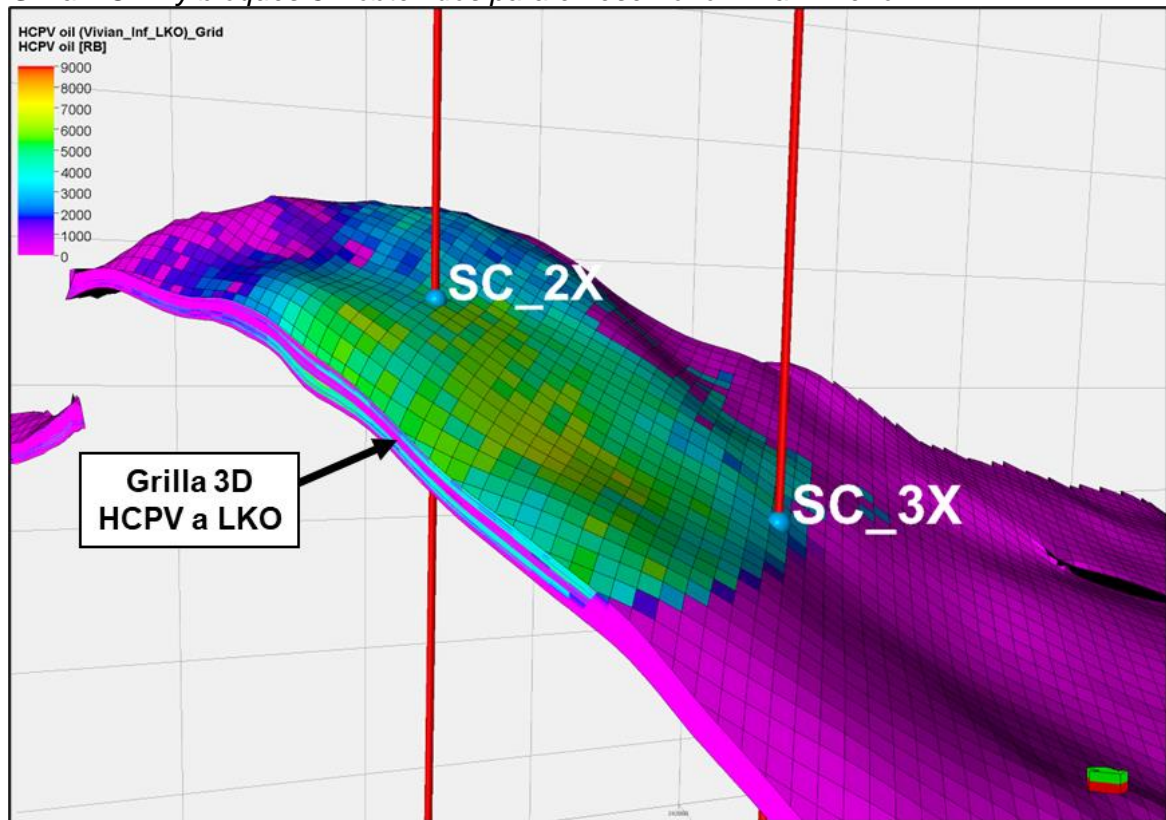 HCPV oil (Vivian_Inf_LKO)_Grid
HCPV oil [RB]
9000
8000
7000
6000
5000
4000
3000
2000
1000
0
SC_2X
SC_3X
Grilla 3D
HCPV a LKO